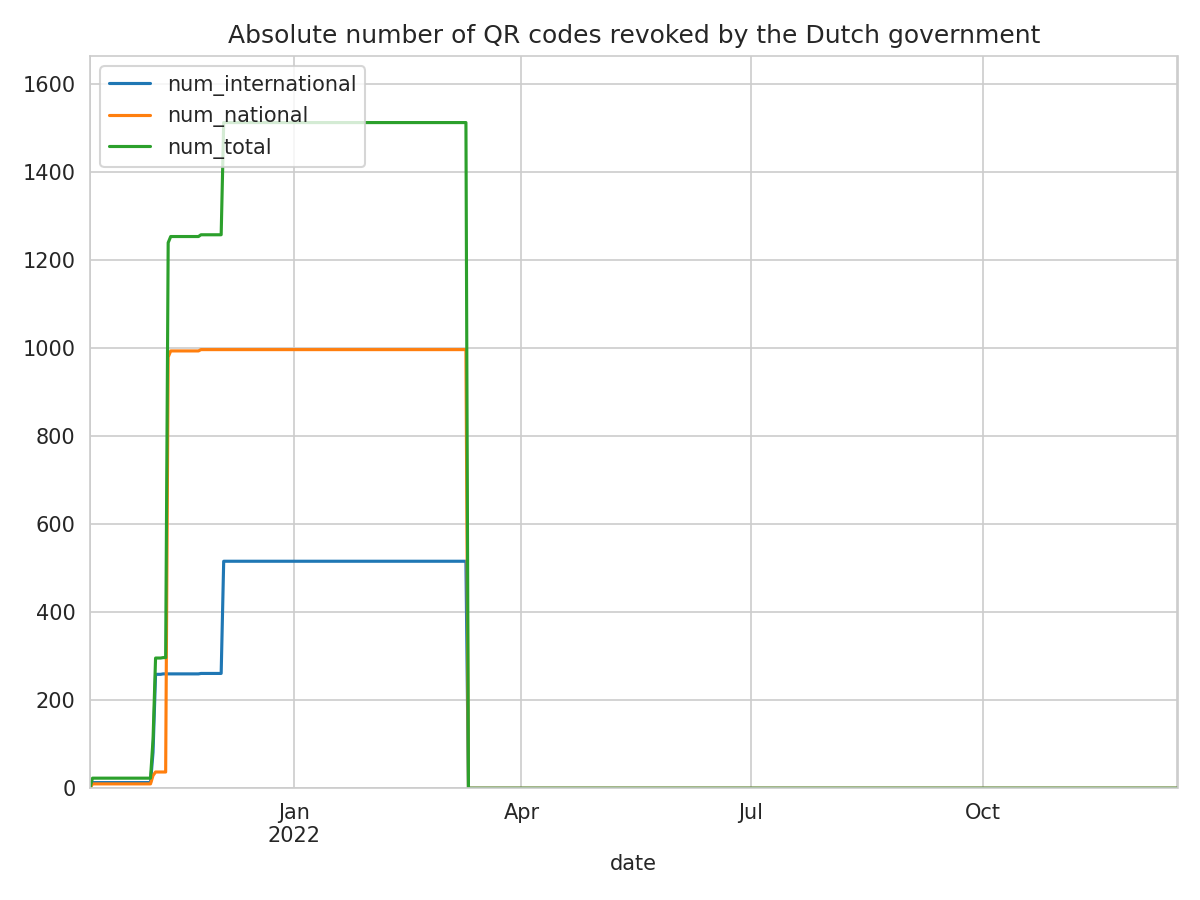 Absolute number of QR codes revoked by the Dutch government
num_international
num_national
num_total
1600
1400
1200
1000
800
600
400
200
0
Jan
2022
Apr
Jul
Oct
date